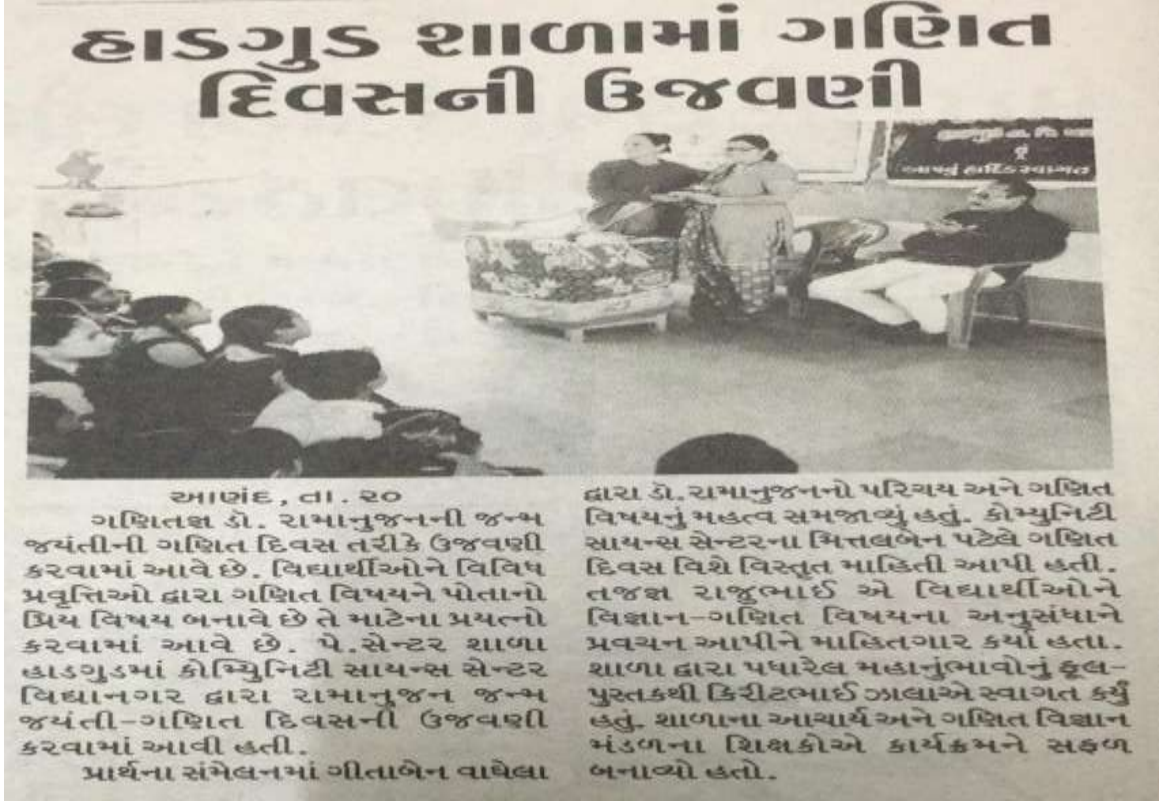 હાડગુડ શાળામાં ગણિત
દિવસની ઉજવણી
આપનું હાર્દિક સ્વાગત
આણંદ, તા. ૨૦
ગણિતજ્ઞ ડૉ. રામાનુજનની જન્મ
જયંતીની ગણિત દિવસ તરીકે ઉજવણી
કરવામાં આવે છે. વિદ્યાર્થીઓને વિવિધ
પ્રવૃત્તિઓ દ્વારા ગણિત વિષયને પોતાનો
પ્રિય વિષય બનાવે છે તે માટેના પ્રયત્નો
કરવામાં આવે છે. પે.સેન્ટર શાળા
હાડગુડમાં કોમ્યિુનિટી સાયન્સ સેન્ટર
વિદ્યાનગર દ્વારા રામાનુજન જન્મ
જયંતી-ગણિત દિવસની ઉજવણી
કરવામાં આવી હતી.
પ્રાર્થના સંમેલનમાં ગીતાબેન વાઘેલા
દ્વારા ડૉ.રામાનુજનનો પરિચય અને ગણિત
વિષયનું મહત્વ સમજાવ્યું હતું. કોમ્યુનિટી
સાયન્સ સેન્ટરના મિત્તલબેન પટેલે ગણિત
દિવસ વિશે વિસ્તૃત માહિતી આપી હતી.
તજજ્ઞ રાજુભાઈ એ વિદ્યાર્થીઓને
વિજ્ઞાન-ગણિત વિષયના અનુસંધાને
પ્રવચન આપીને માહિતગાર કર્યા હતા.
શાળા દ્વારા પધારેલ મહાનુંભાવોનું ફૂલ-
પુસ્તકથી કિરીટભાઈ ઝાલાએ સ્વાગત કર્યું
હતું. શાળાના આચાર્ય અને ગણિત વિજ્ઞાન
મંડળના શિક્ષકોએ કાર્યક્રમને સફળ
બનાવ્યો હતો.